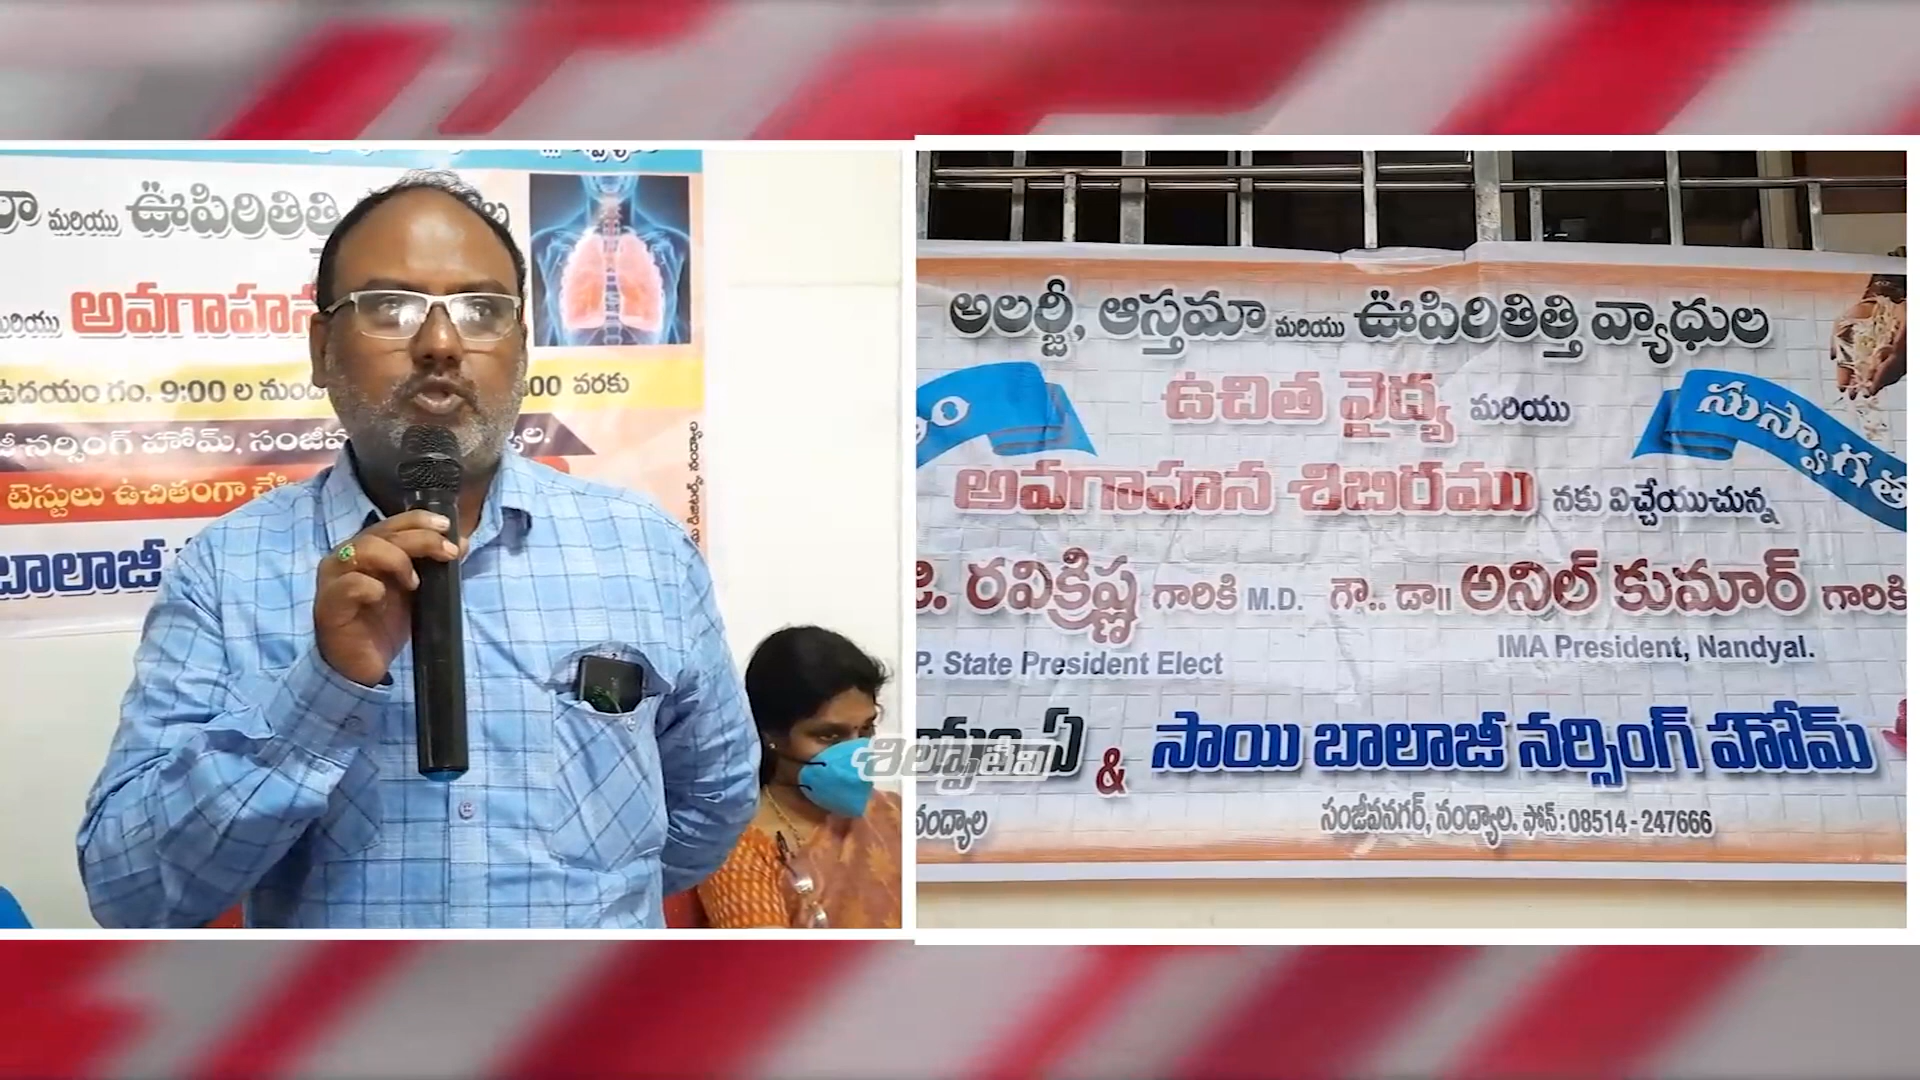 మరియు ఊపిరితిత్తి
అవగాహన
ఉదయం గం. 9:00 ల నుండి
00 వరకు
నర్సింగ్ హోమ్,
టెస్టులు ఉచితంగా
బాలాజీ
అలర్జీ, ఆస్తమా మరియు ఊపిరితిత్తి వ్యాధుల
ఉచిత వైద్య మరియు
సుస్వాగతం
అవగాహన శిబిరము నకు విచ్చేయుచున్న
జి. రవిక్రిష్ణ గారికి M.D. గౌ.. డా॥ అనిల్ కుమార్ గారికి
P. State President Elect
IMA President, Nandyal.
& సాయి బాలాజీ నర్సింగ్ హోమ్
శిల్పా టీవీ
నంద్యాల
సంజీవనగర్, నంద్యాల. ఫోన్ : 08514 - 247666